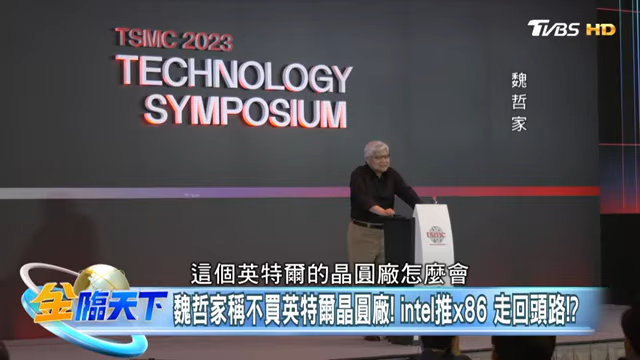 TVBS HD
TSMC 2023
TECHNOLOGY
SYMPOSIUM
魏哲家
tsmc
這個英特爾的晶圓廠怎麼會
金臨天下
魏哲家稱不買英特爾晶圓廠! intel推x86 走回頭路!?